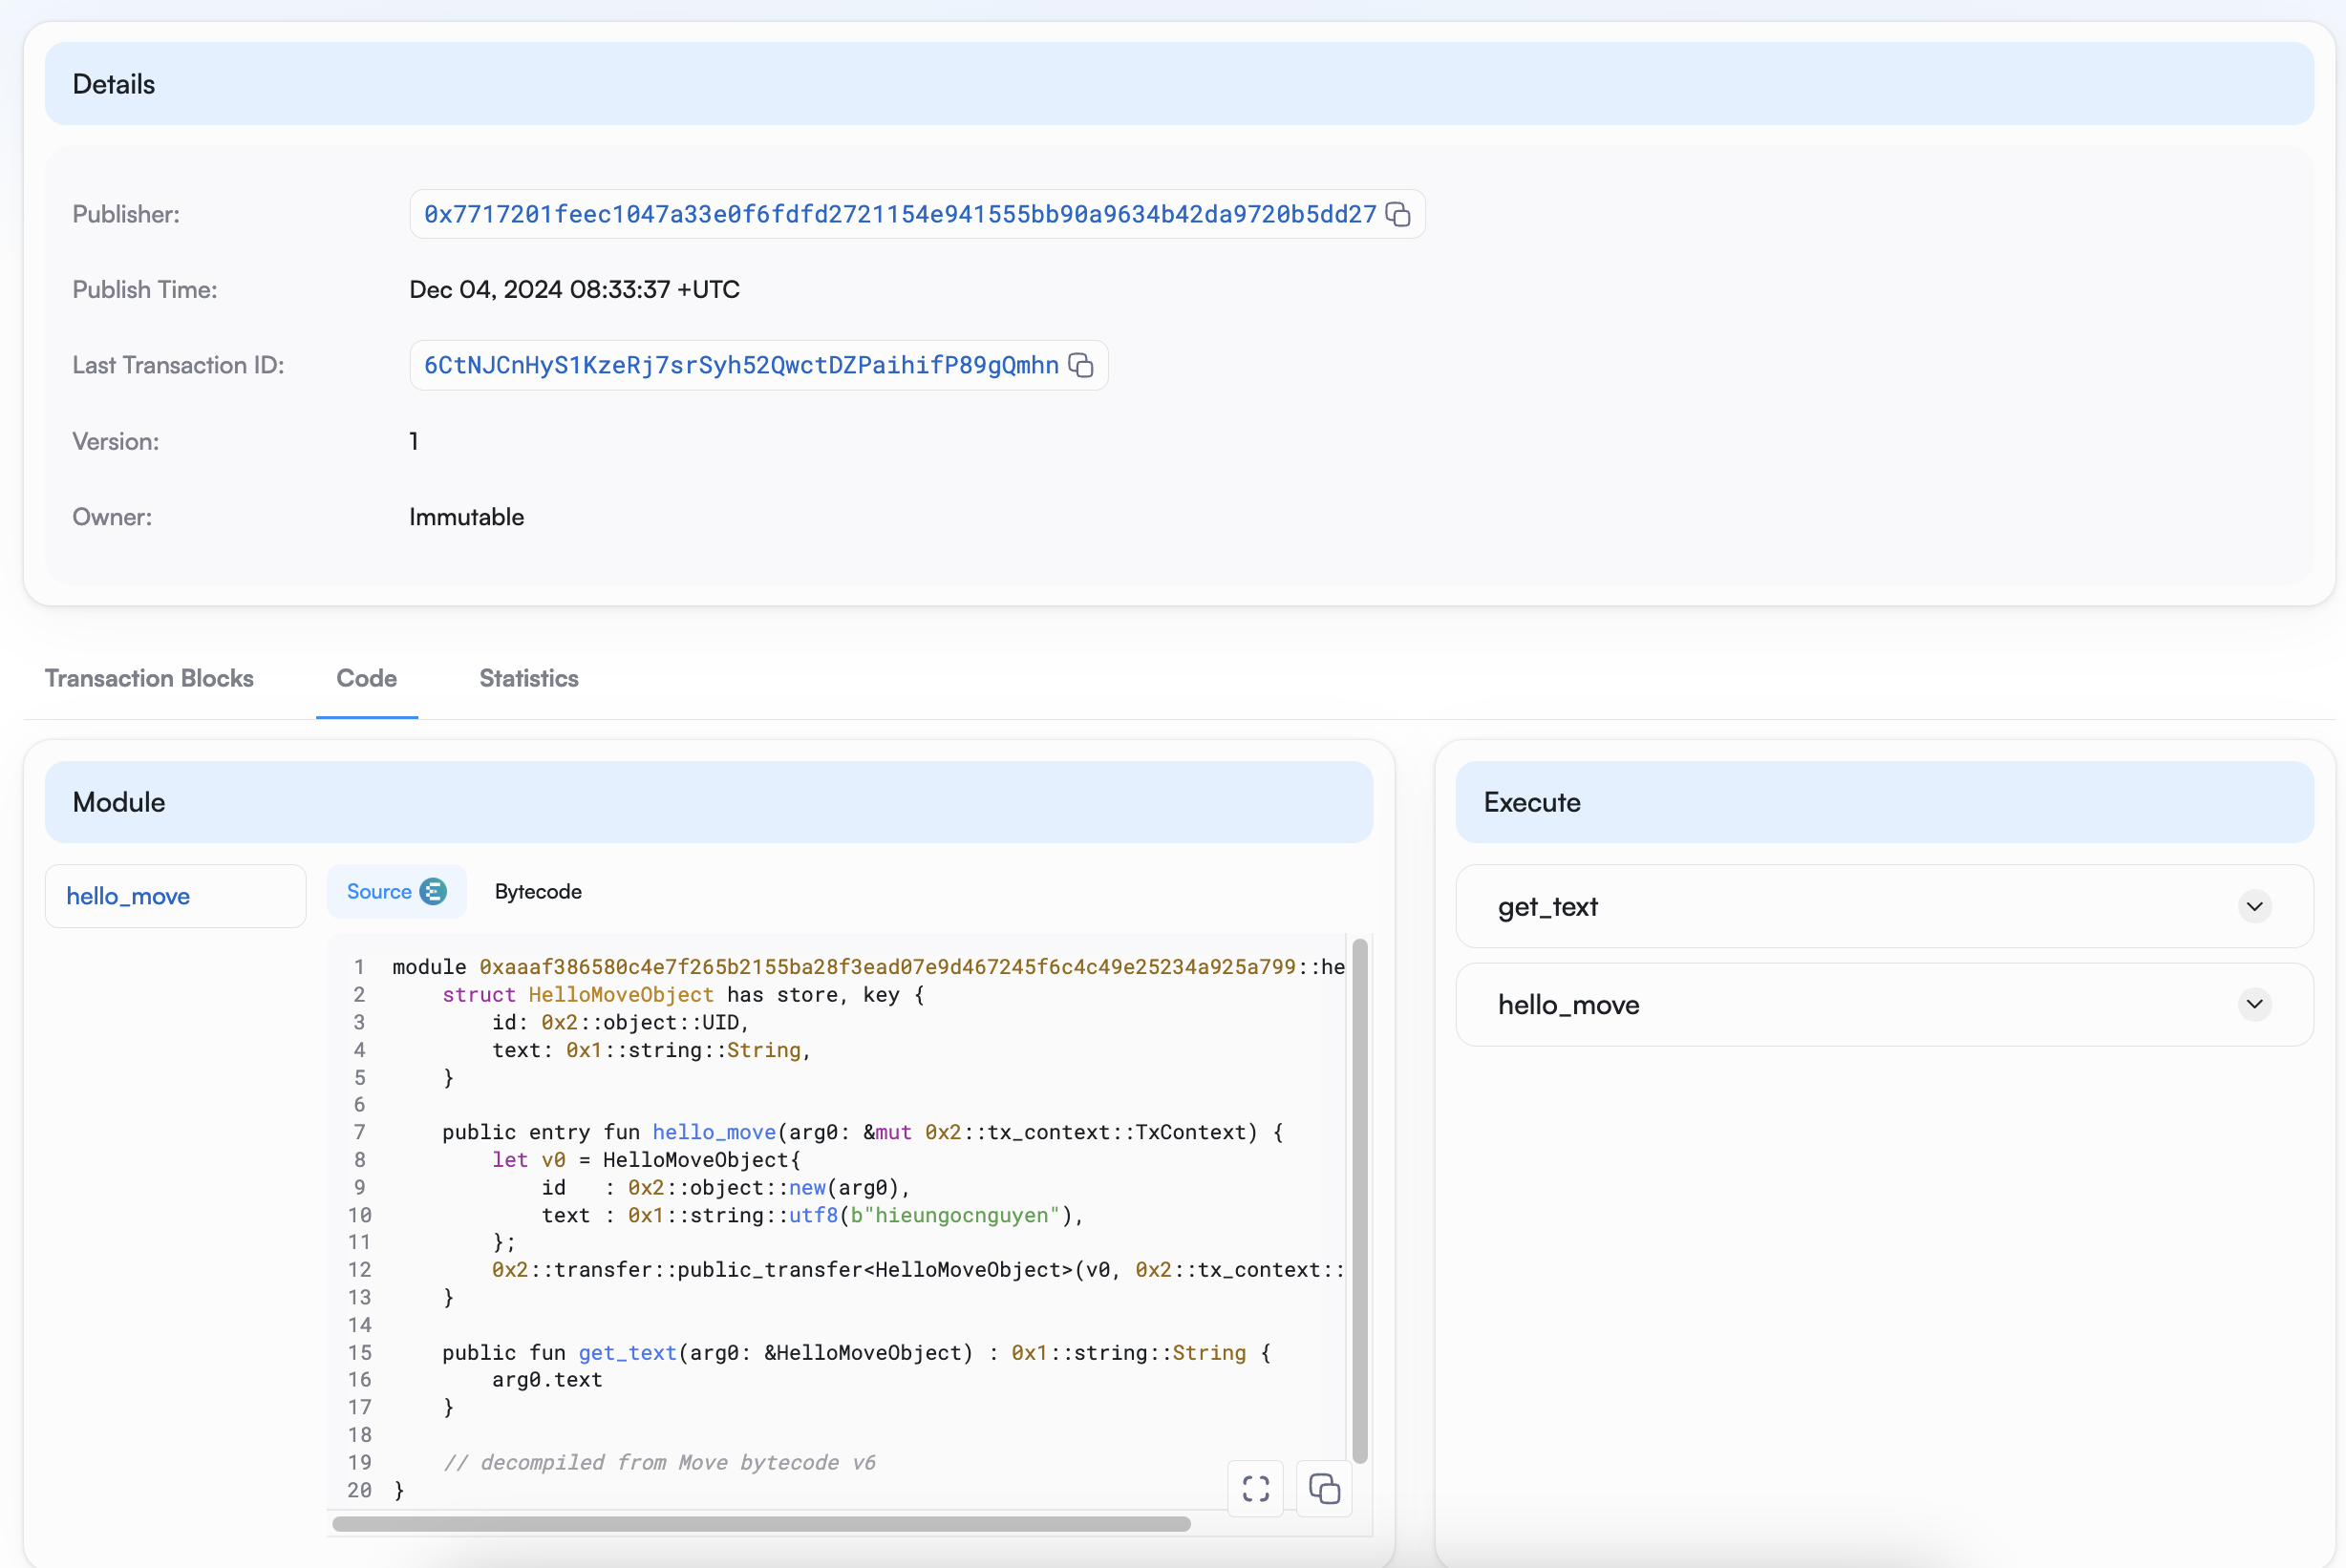 Details
Publisher: 0x7717201feec1047a33e0f6fdfd2721154e941555bb90a9634b42da9720b5dd27
Publish Time: Dec 04, 2024 08:33:37 +UTC
Last Transaction ID: 6CtNJCnHyS1KzeRj7srSyh52QwctDZPaihifP89gQmhn
Version: 1
Owner: Immutable
Transaction Blocks Code Statistics
Module
hello_move
Source Bytecode
1 module 0xaaaf386580c4e7f265b2155ba28f3ead07e9d467245f6c4c49e25234a925a799::he
2     struct HelloMoveObject has store, key {
3         id: 0x2::object::UID,
4         text: 0x1::string::String,
5     }
6
7     public entry fun hello_move(arg0: &mut 0x2::tx_context::TxContext) {
8         let v0 = HelloMoveObject{
9             id   : 0x2::object::new(arg0),
10             text : 0x1::string::utf8(b"hieungocnguyen"),
11         };
12         0x2::transfer::public_transfer<HelloMoveObject>(v0, 0x2::tx_context::
13     }
14
15     public fun get_text(arg0: &HelloMoveObject) : 0x1::string::String {
16         arg0.text
17     }
18
19     // decompiled from Move bytecode v6
20 }
Execute
get_text
hello_move